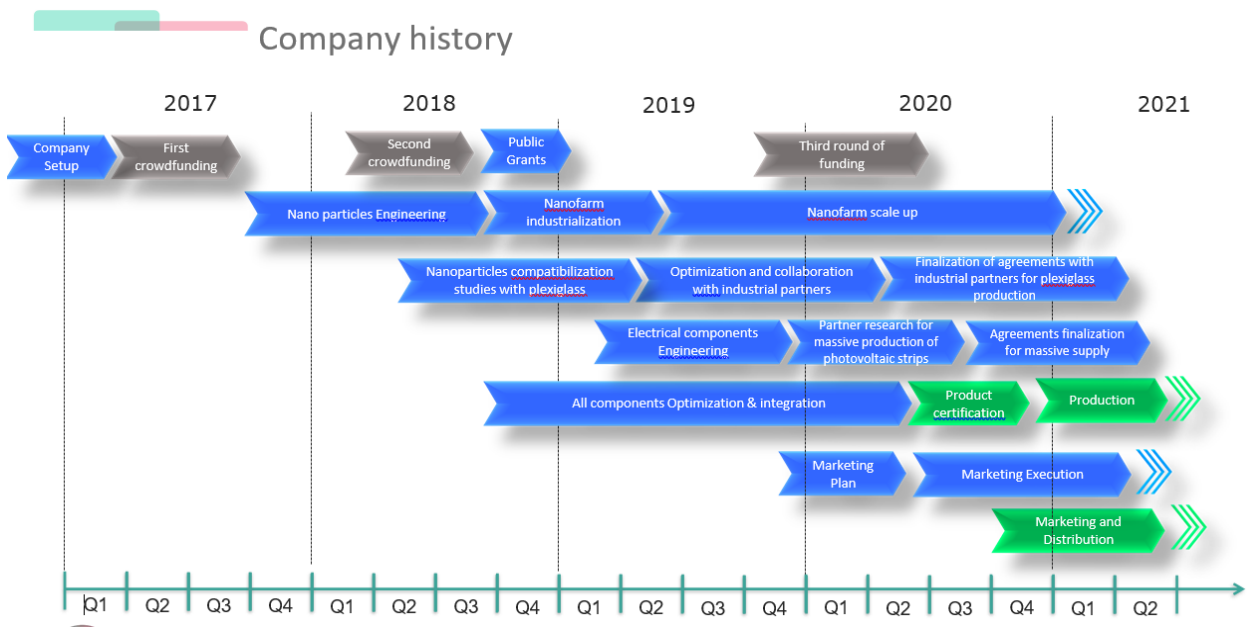 Company history
2017 2018 2019 2020 2021
Company
Setup
First
crowdfunding
Second
crowdfunding
Public
Grants
Third round of
funding
Nano particles Engineering
Nanofarm
industrialization
Nanofarm scale up
Nanoparticles compatibilization
studies with plexiglass
Optimization and collaboration
with industrial partners
Finalization of agreements with
industrial partners for plexiglass
production
Electrical components
Engineering
Partner research for
massive production of
photovoltaic strips
Agreements finalization
for massive supply
All components Optimization & integration
Product
certification
Production
Marketing
Plan
Marketing Execution
Marketing and
Distribution
Q1 Q2 Q3 Q4 Q1 Q2 Q3 Q4 Q1 Q2 Q3 Q4 Q1 Q2 Q3 Q4 Q1 Q2